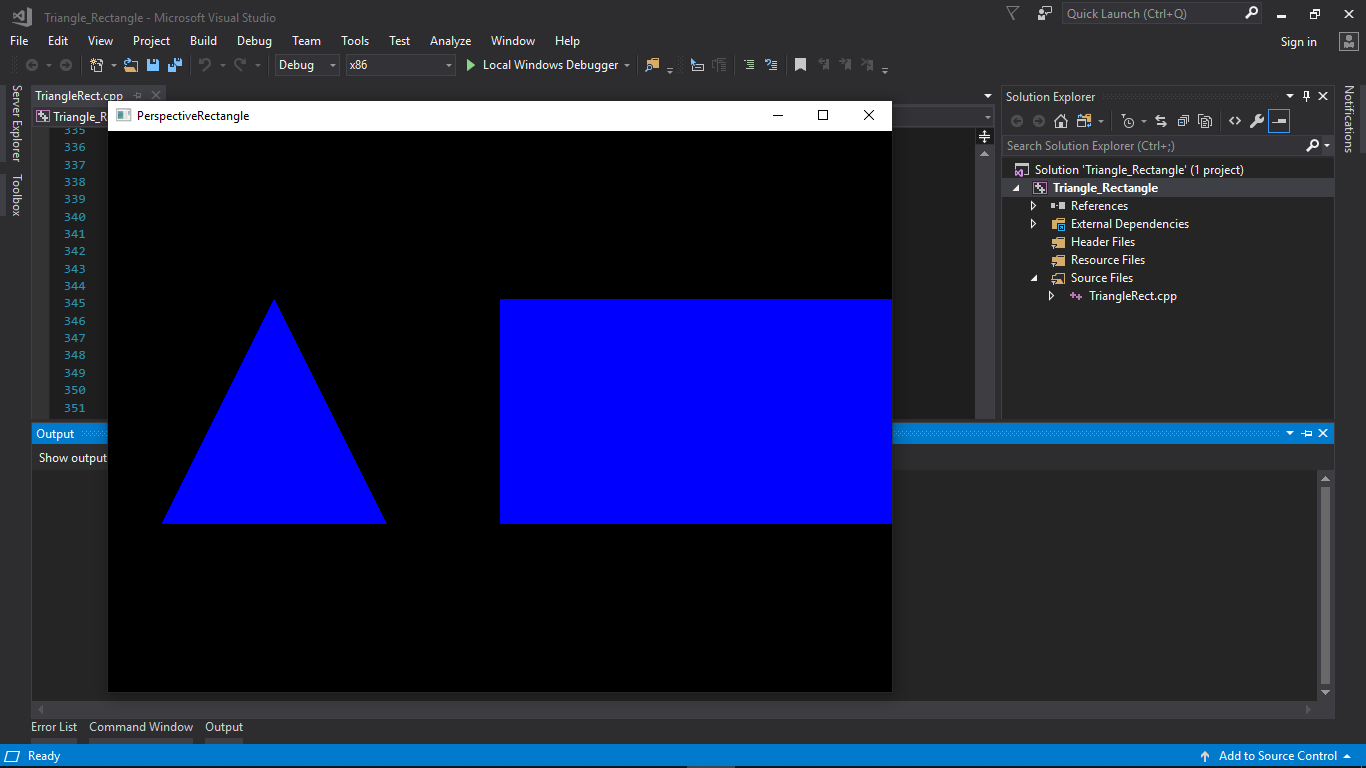 Triangle_Rectangle - Microsoft Visual Studio
Quick Launch (Ctrl+Q)
File Edit View Project Build Debug Team Tools Test Analyze Window Help
Sign in
Debug x86 Local Windows Debugger
Server Explorer
Toolbox
TriangleRect.cpp
Triangle_R
PerspectiveRectangle
335
336
337
338
339
340
341
342
343
344
345
346
347
348
349
350
351
Solution Explorer
Search Solution Explorer (Ctrl+;)
Solution 'Triangle_Rectangle' (1 project)
Triangle_Rectangle
References
External Dependencies
Header Files
Resource Files
Source Files
TriangleRect.cpp
Notifications
Output
Show output
Error List Command Window Output
Ready
Add to Source Control